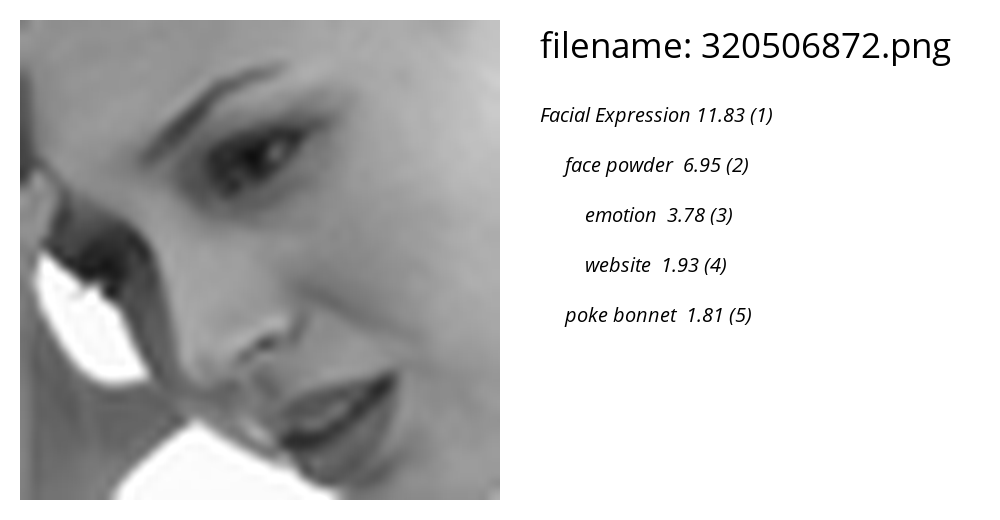 filename: 320506872.png
Facial Expression 11.83 (1)
face powder 6.95 (2)
emotion 3.78 (3)
website 1.93 (4)
poke bonnet 1.81 (5)